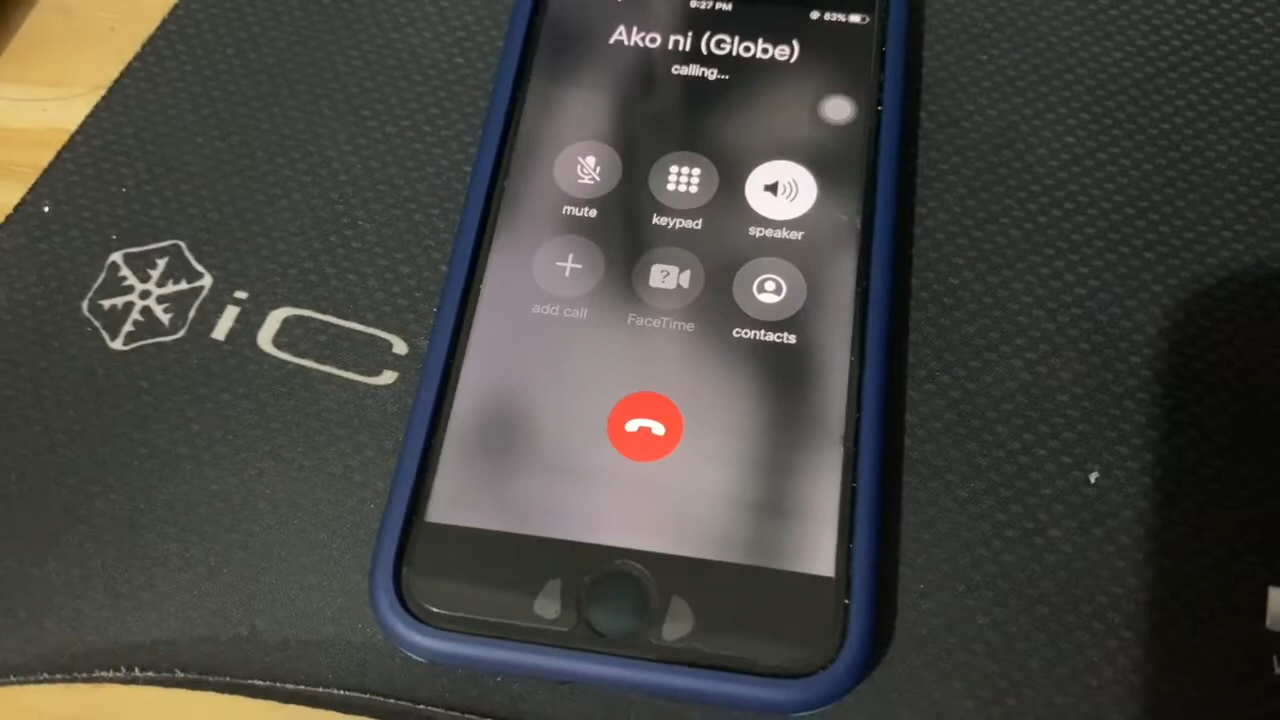 6:27 PM
83%
Ako ni (Globe)
calling...
mute
keypad
speaker
add call
FaceTime
contacts
iC